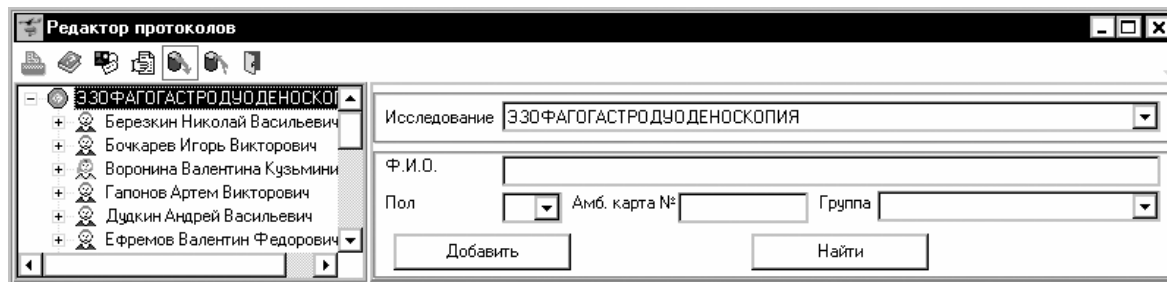 Редактор протоколов
ЭЗОФАГОГАСТРОДУОДЕНОСКОГ
Березкин Николай Васильевич
Бочкарев Игорь Викторович
Воронина Валентина Кузьмини
Гапонов Артем Викторович
Дудкин Андрей Васильевич
Ефремов Валентин Федорович
Исследование ЭЗОФАГОГАСТРОДУОДЕНОСКОПИЯ
Ф.И.О.
Пол Амб. карта № Группа
Добавить Найти